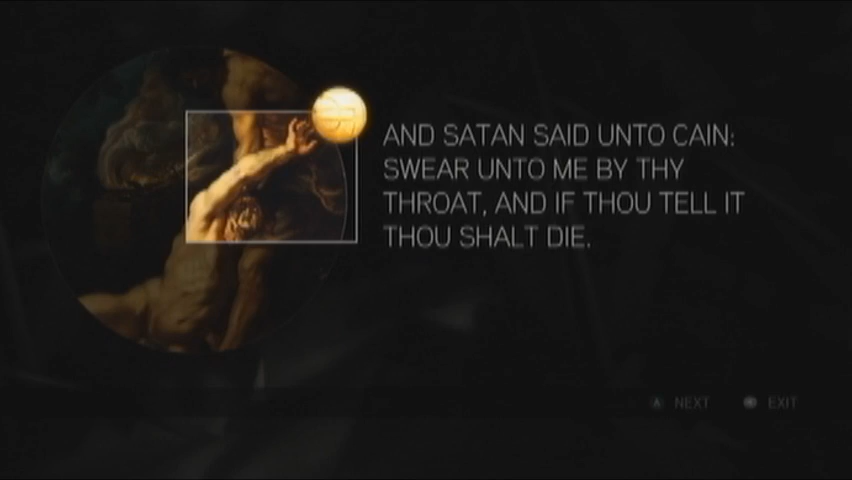 AND SATAN SAID UNTO CAIN:
SWEAR UNTO ME BY THY
THROAT, AND IF THOU TELL IT
THOU SHALT DIE.
A NEXT EXIT